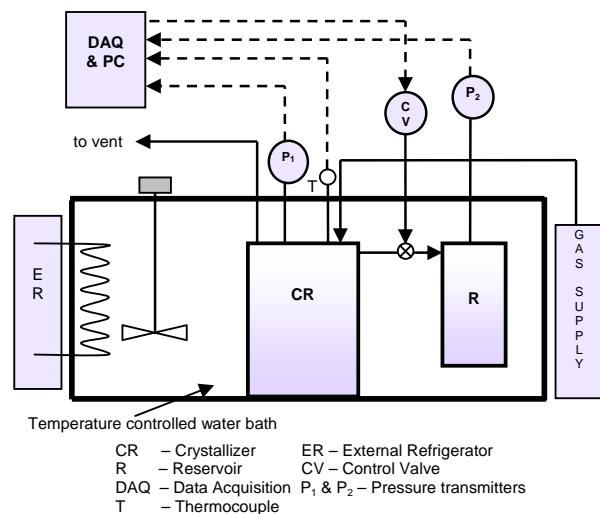 DAQ
& PC
C
V
P₂
to vent
P₁
T
E
R
CR
R
G
A
S
S
U
P
P
L
Y
Temperature controlled water bath
CR – Crystallizer ER – External Refrigerator
R – Reservoir CV – Control Valve
DAQ – Data Acquisition P₁ & P₂ – Pressure transmitters
T – Thermocouple